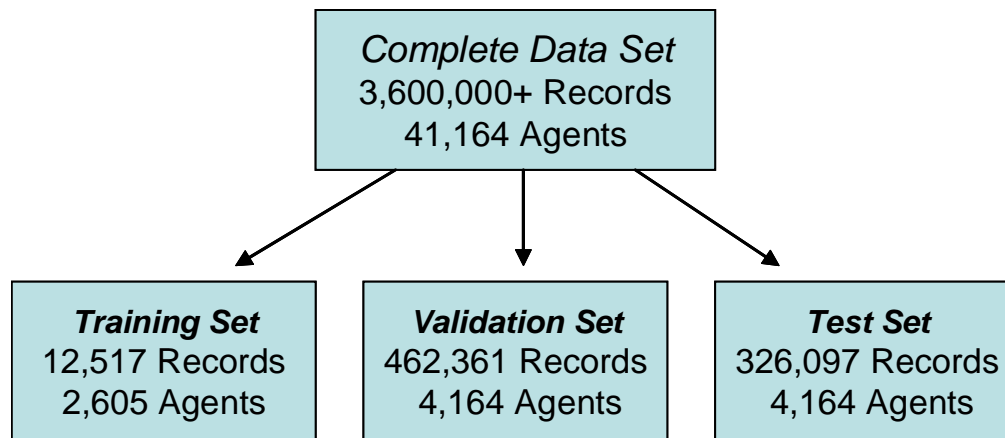 Complete Data Set
3,600,000+ Records
41,164 Agents
Training Set
12,517 Records
2,605 Agents
Validation Set
462,361 Records
4,164 Agents
Test Set
326,097 Records
4,164 Agents